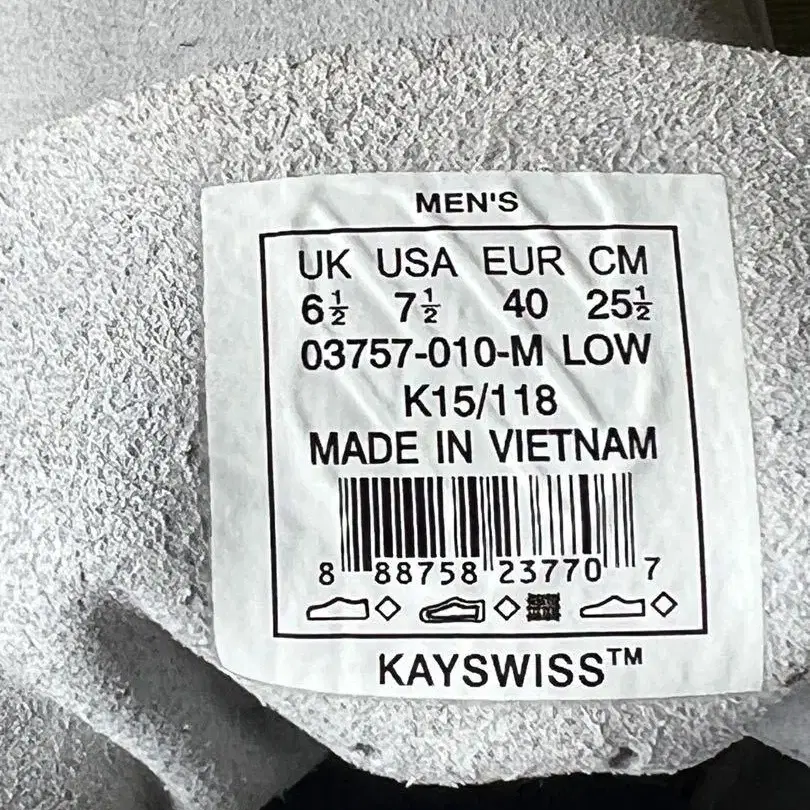 MEN'S
UK USA EUR CM
6½ 7½ 40 25½
03757-010-M LOW
K15/118
MADE IN VIETNAM
8 88758 23770 7
KAYSWISS™